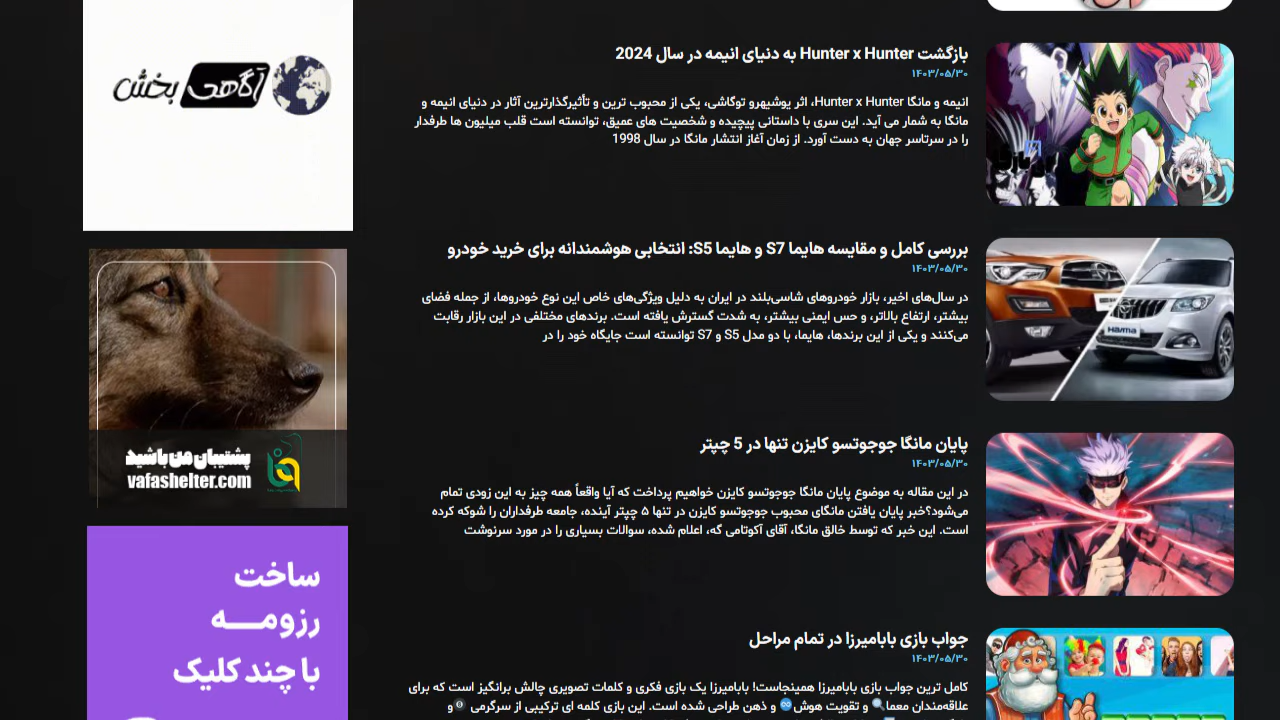 بازگشت Hunter x Hunter به دنیای انیمه در سال 2024
۱۴۰۳/۰۵/۳۰
انیمه و مانگا Hunter x Hunter، اثر یوشیهرو توگاشی، یکی از محبوب ترین و تأثیرگذارترین آثار در دنیای انیمه و
مانگا به شمار می آید. این سری با داستانی پیچیده و شخصیت های عمیق، توانسته است قلب میلیون ها طرفدار
را در سرتاسر جهان به دست آورد. از زمان آغاز انتشار مانگا در سال 1998
بررسی کامل و مقایسه هایما S7 و هایما S5: انتخابی هوشمندانه برای خرید خودرو
۱۴۰۳/۰۵/۳۰
در سال‌های اخیر، بازار خودروهای شاسی‌بلند در ایران به دلیل ویژگی‌های خاص این نوع خودروها، از جمله فضای
بیشتر، ارتفاع بالاتر، و حس ایمنی بیشتر، به شدت گسترش یافته است. برندهای مختلفی در این بازار رقابت
می‌کنند و یکی از این برندها، هایما، با دو مدل S5 و S7 توانسته است جایگاه خود را در
HAIMA
پایان مانگا جوجوتسو کایزن تنها در 5 چپتر
۱۴۰۳/۰۵/۳۰
در این مقاله به موضوع پایان مانگا جوجوتسو کایزن خواهیم پرداخت که آیا واقعاً همه چیز به این زودی تمام
می‌شود؟خبر پایان یافتن مانگای محبوب جوجوتسو کایزن در تنها ۵ چپتر آینده، جامعه طرفداران را شوکه کرده
است. این خبر که توسط خالق مانگا، آقای آکوتامی گه، اعلام شده، سوالات بسیاری را در مورد سرنوشت
جواب بازی بابامیرزا در تمام مراحل
۱۴۰۳/۰۵/۳۰
کامل ترین جواب بازی بابامیرزا همینجاست! بابامیرزا یک بازی فکری و کلمات تصویری چالش برانگیز است که برای
علاقه‌مندان معما🔍 و تقویت هوش♾️ و ذهن طراحی شده است. این بازی کلمه ای ترکیبی از سرگرمی و
آگهی بخش
پشتیبان من باشید
vafashelter.com
ساخت
رزومـــه
با چند کلیک